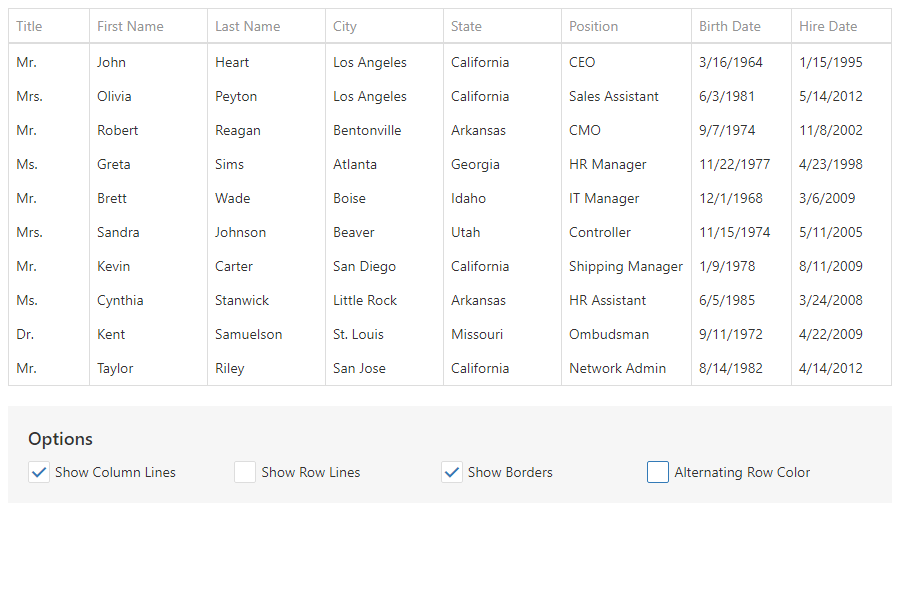 Title First Name Last Name City State Position Birth Date Hire Date
Mr. John Heart Los Angeles California CEO 3/16/1964 1/15/1995
Mrs. Olivia Peyton Los Angeles California Sales Assistant 6/3/1981 5/14/2012
Mr. Robert Reagan Bentonville Arkansas CMO 9/7/1974 11/8/2002
Ms. Greta Sims Atlanta Georgia HR Manager 11/22/1977 4/23/1998
Mr. Brett Wade Boise Idaho IT Manager 12/1/1968 3/6/2009
Mrs. Sandra Johnson Beaver Utah Controller 11/15/1974 5/11/2005
Mr. Kevin Carter San Diego California Shipping Manager 1/9/1978 8/11/2009
Ms. Cynthia Stanwick Little Rock Arkansas HR Assistant 6/5/1985 3/24/2008
Dr. Kent Samuelson St. Louis Missouri Ombudsman 9/11/1972 4/22/2009
Mr. Taylor Riley San Jose California Network Admin 8/14/1982 4/14/2012
Options
Show Column Lines Show Row Lines Show Borders Alternating Row Color